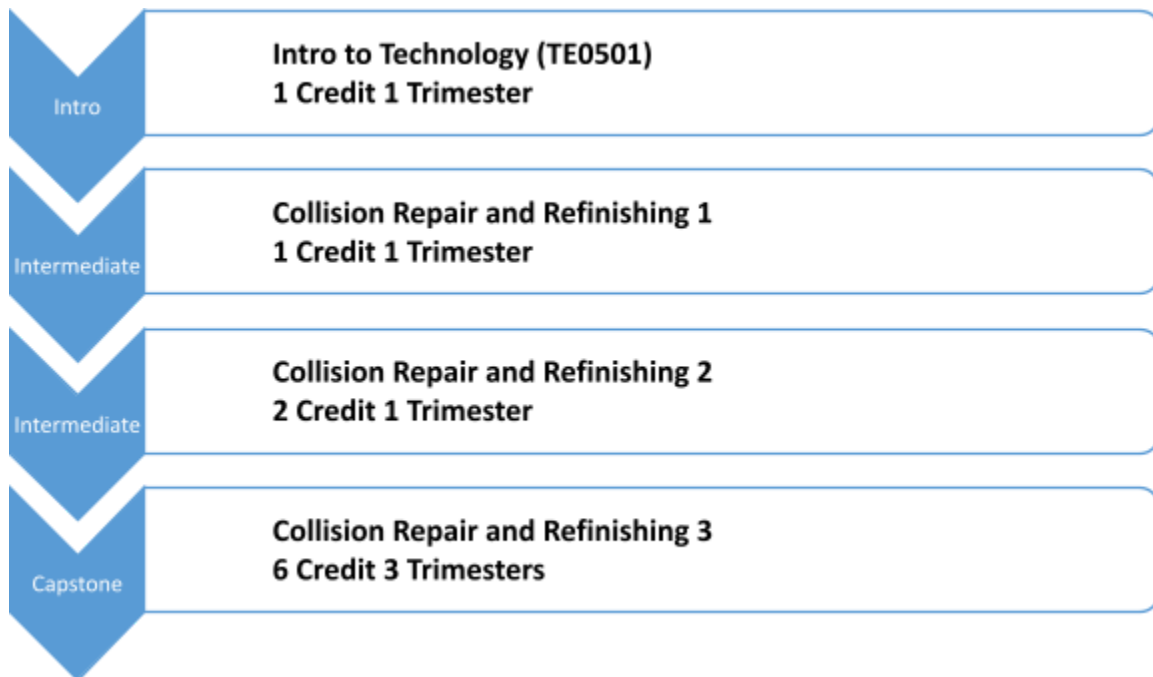 Intro
Intro to Technology (TE0501)
1 Credit 1 Trimester
Intermediate
Collision Repair and Refinishing 1
1 Credit 1 Trimester
Intermediate
Collision Repair and Refinishing 2
2 Credit 1 Trimester
Capstone
Collision Repair and Refinishing 3
6 Credit 3 Trimesters